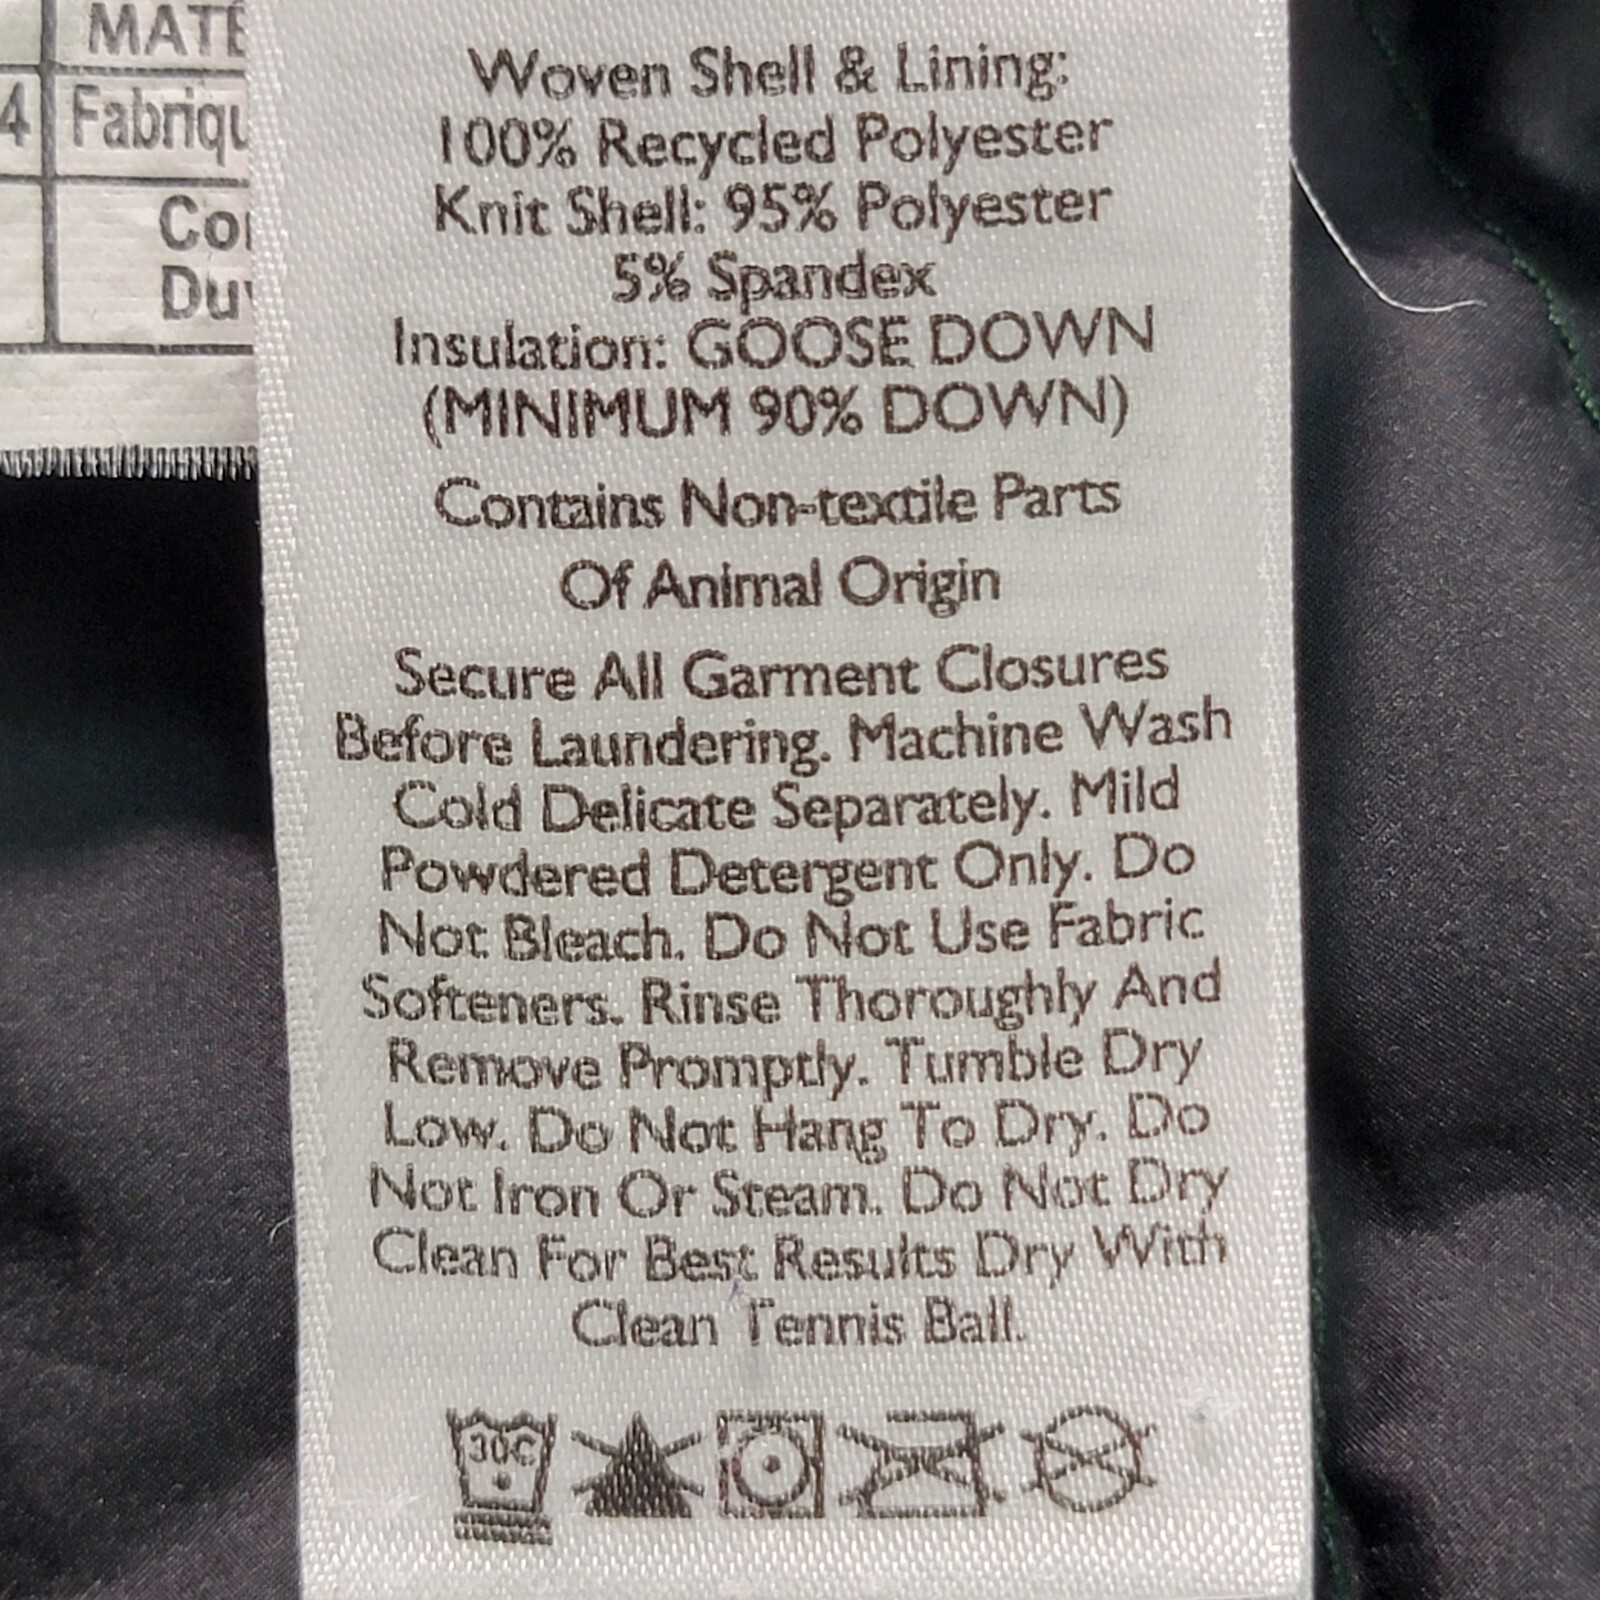 MATÉ
4 Fabriqu
Co
Du
Woven Shell & Lining:
100% Recycled Polyester
Knit Shell: 95% Polyester
5% Spandex
Insulation: GOOSE DOWN
(MINIMUM 90% DOWN)
Contains Non-textile Parts
Of Animal Origin
Secure All Garment Closures
Before Laundering. Machine Wash
Cold Delicate Separately. Mild
Powdered Detergent Only. Do
Not Bleach. Do Not Use Fabric
Softeners. Rinse Thoroughly And
Remove Promptly. Tumble Dry
Low. Do Not Hang To Dry. Do
Not Iron Or Steam. Do Not Dry
Clean For Best Results Dry With
Clean Tennis Ball.
30C